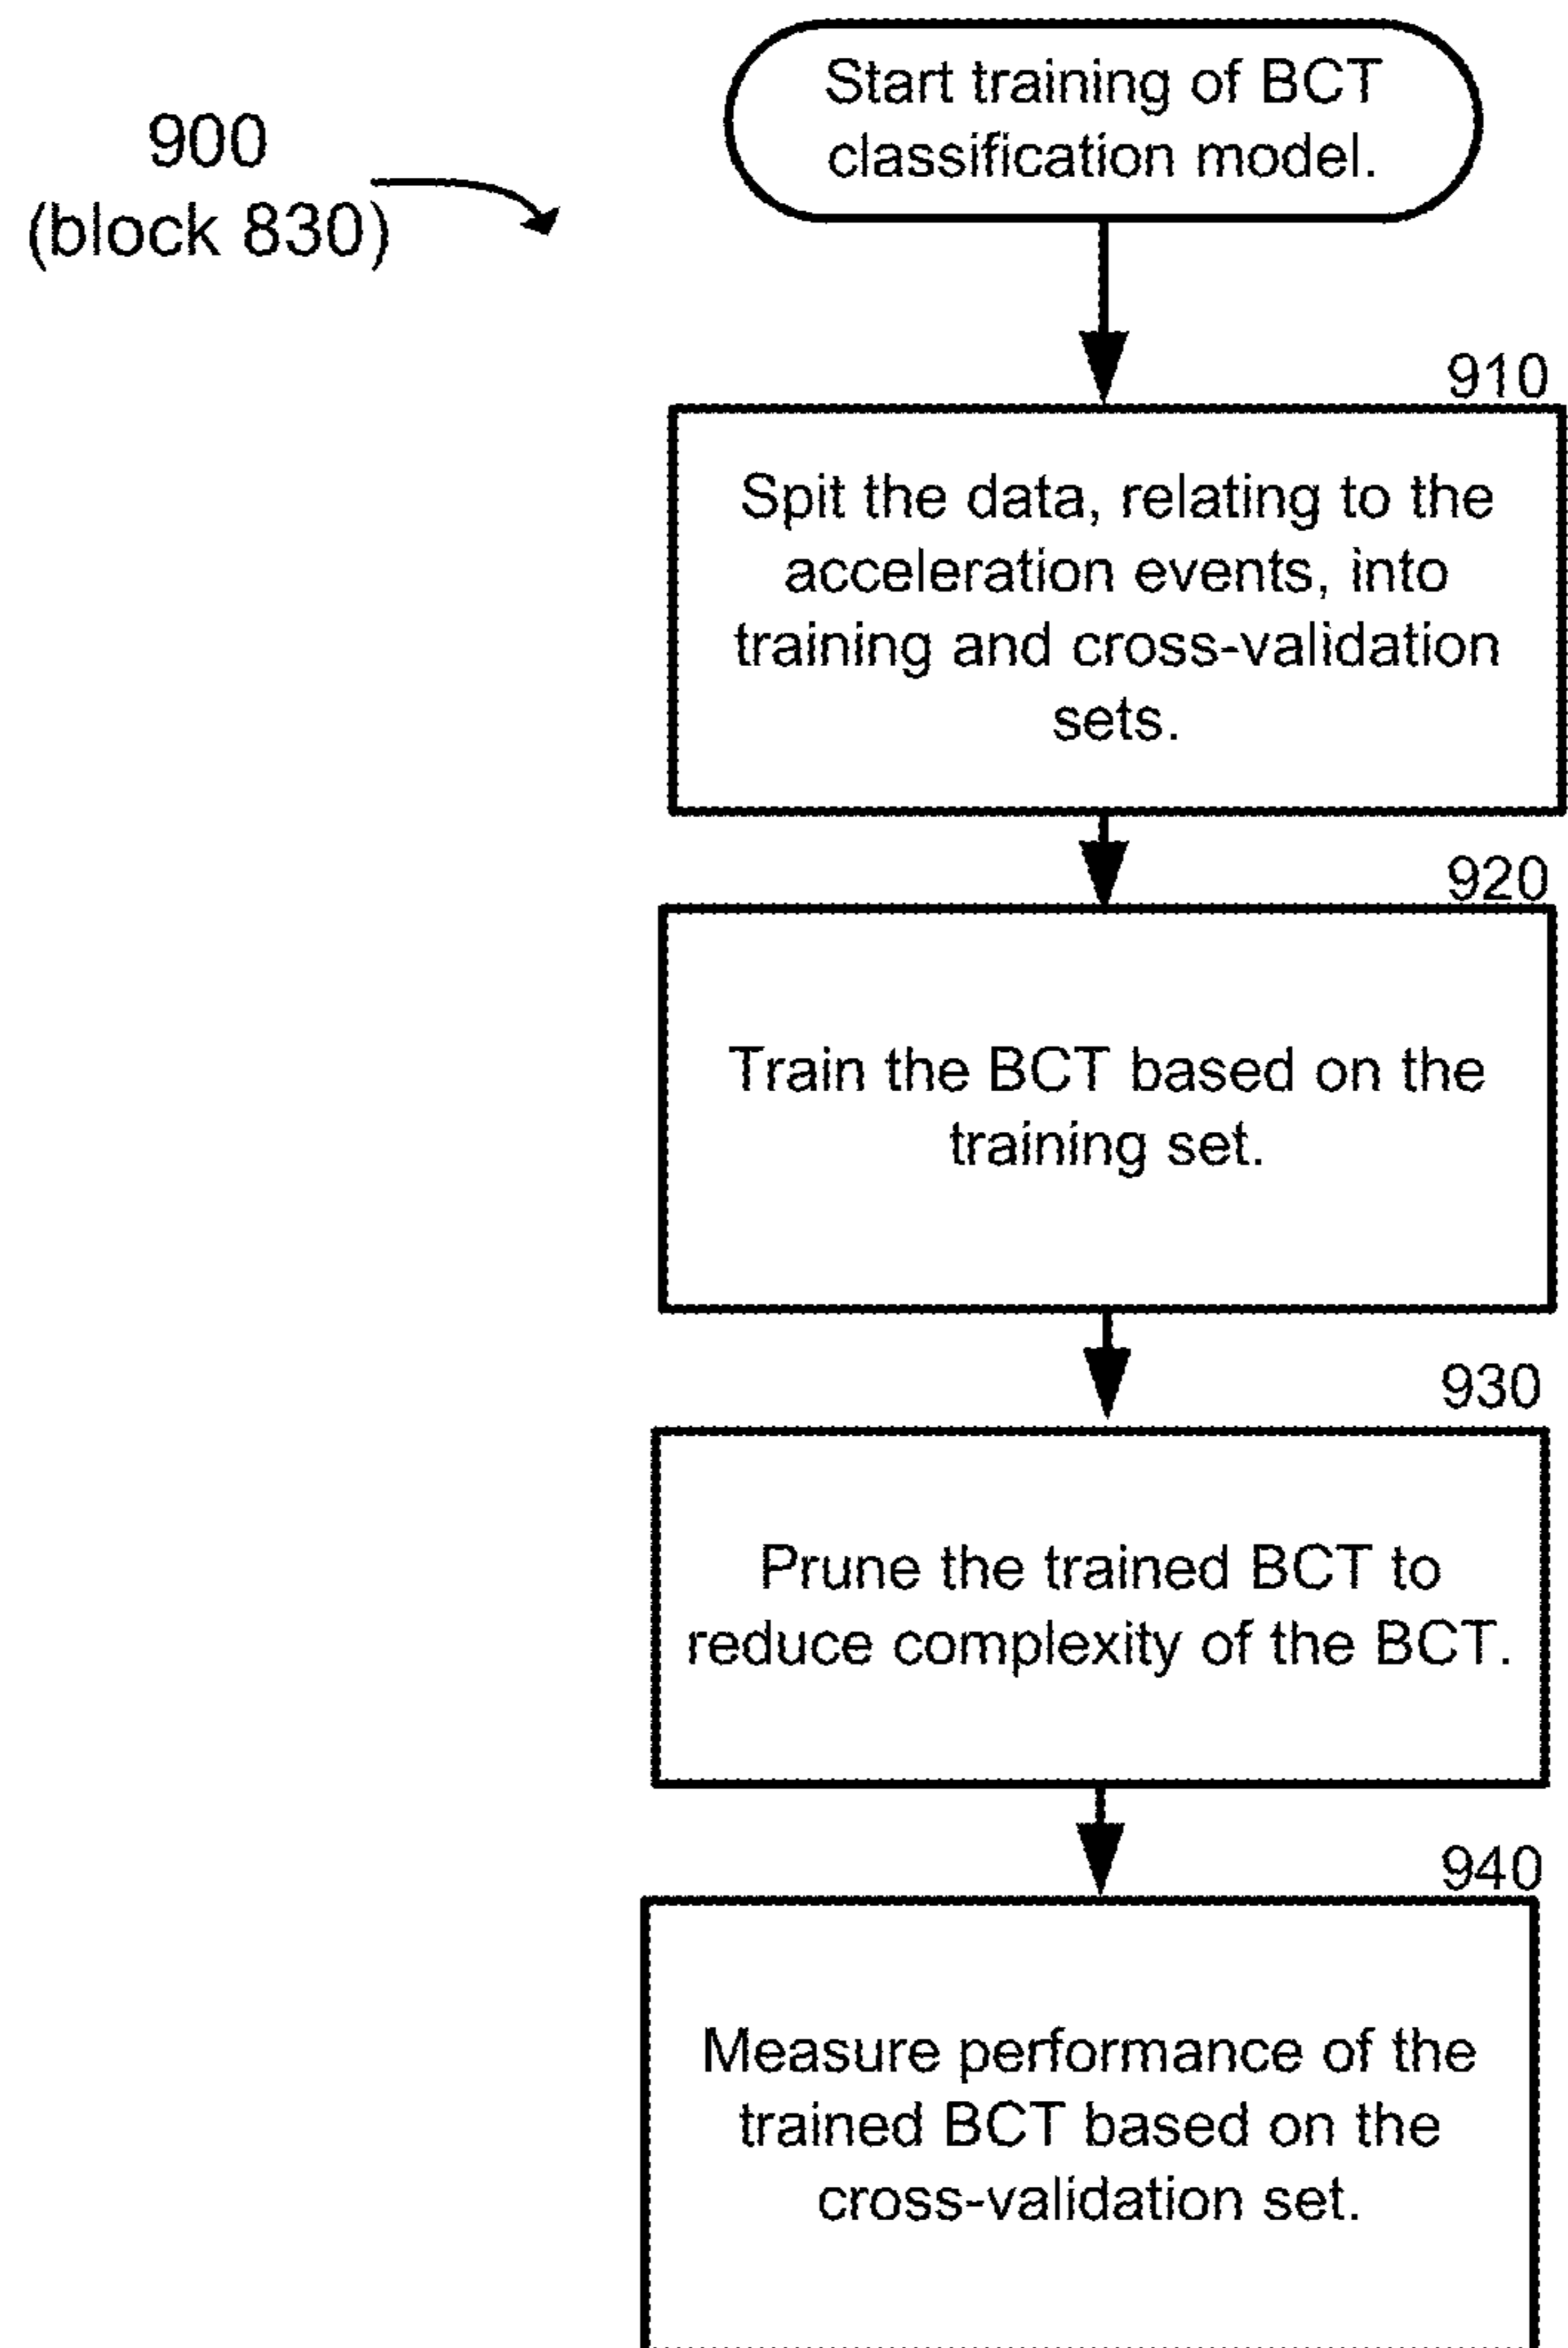 900
(block 830)
Start training of BCT
classification model.
910
Spit the data, relating to the
acceleration events, into
training and cross-validation
sets.
920
Train the BCT based on the
training set.
930
Prune the trained BCT to
reduce complexity of the BCT.
940
Measure performance of the
trained BCT based on the
cross-validation set.